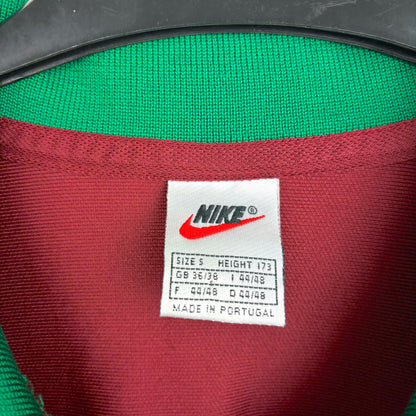 NIKE®
SIZE S HEIGHT 173
GB 36/38 I 44/48
F 44/48 D 44/48
MADE IN PORTUGAL